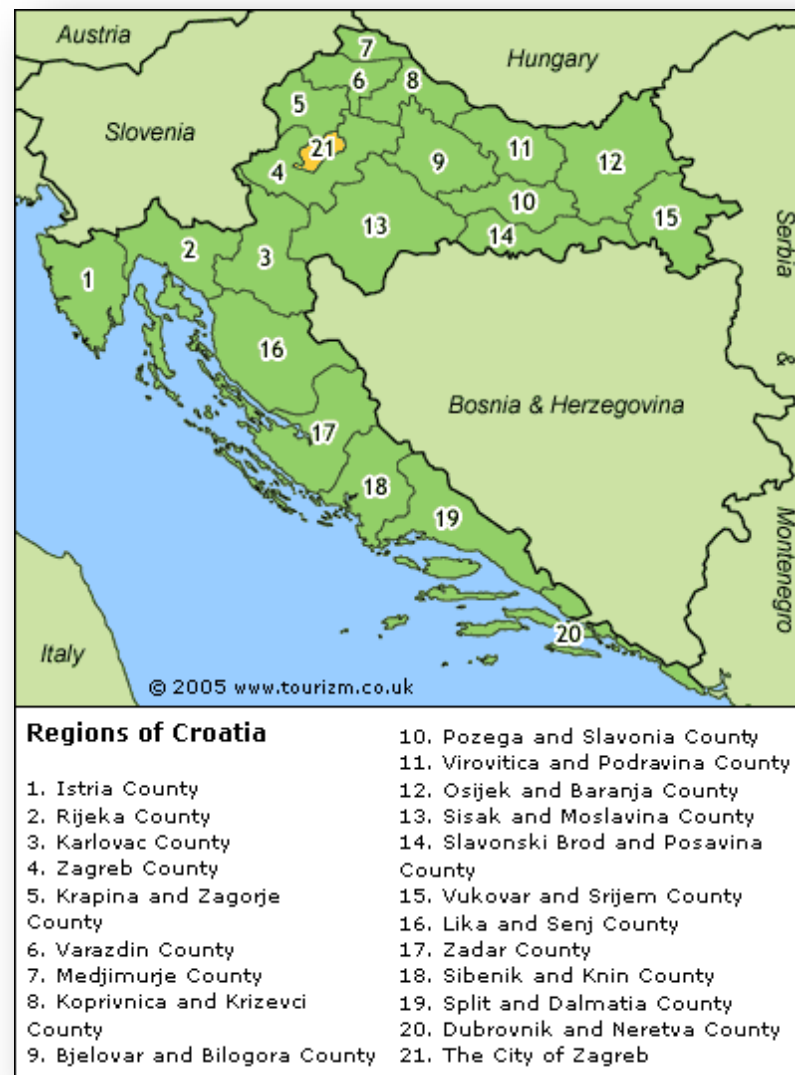 Austria
Hungary
Slovenia
Serbia
&
Montenegro
Bosnia & Herzegovina
Italy
7
6
8
5
21
11
12
9
4
10
15
13
14
2
3
1
16
17
18
19
20
© 2005 www.tourizm.co.uk
Regions of Croatia
1. Istria County
2. Rijeka County
3. Karlovac County
4. Zagreb County
5. Krapina and Zagorje
County
6. Varazdin County
7. Medjimurje County
8. Koprivnica and Krizevci
County
9. Bjelovar and Bilogora County
10. Pozega and Slavonia County
11. Virovitica and Podravina County
12. Osijek and Baranja County
13. Sisak and Moslavina County
14. Slavonski Brod and Posavina
County
15. Vukovar and Srijem County
16. Lika and Senj County
17. Zadar County
18. Sibenik and Knin County
19. Split and Dalmatia County
20. Dubrovnik and Neretva County
21. The City of Zagreb